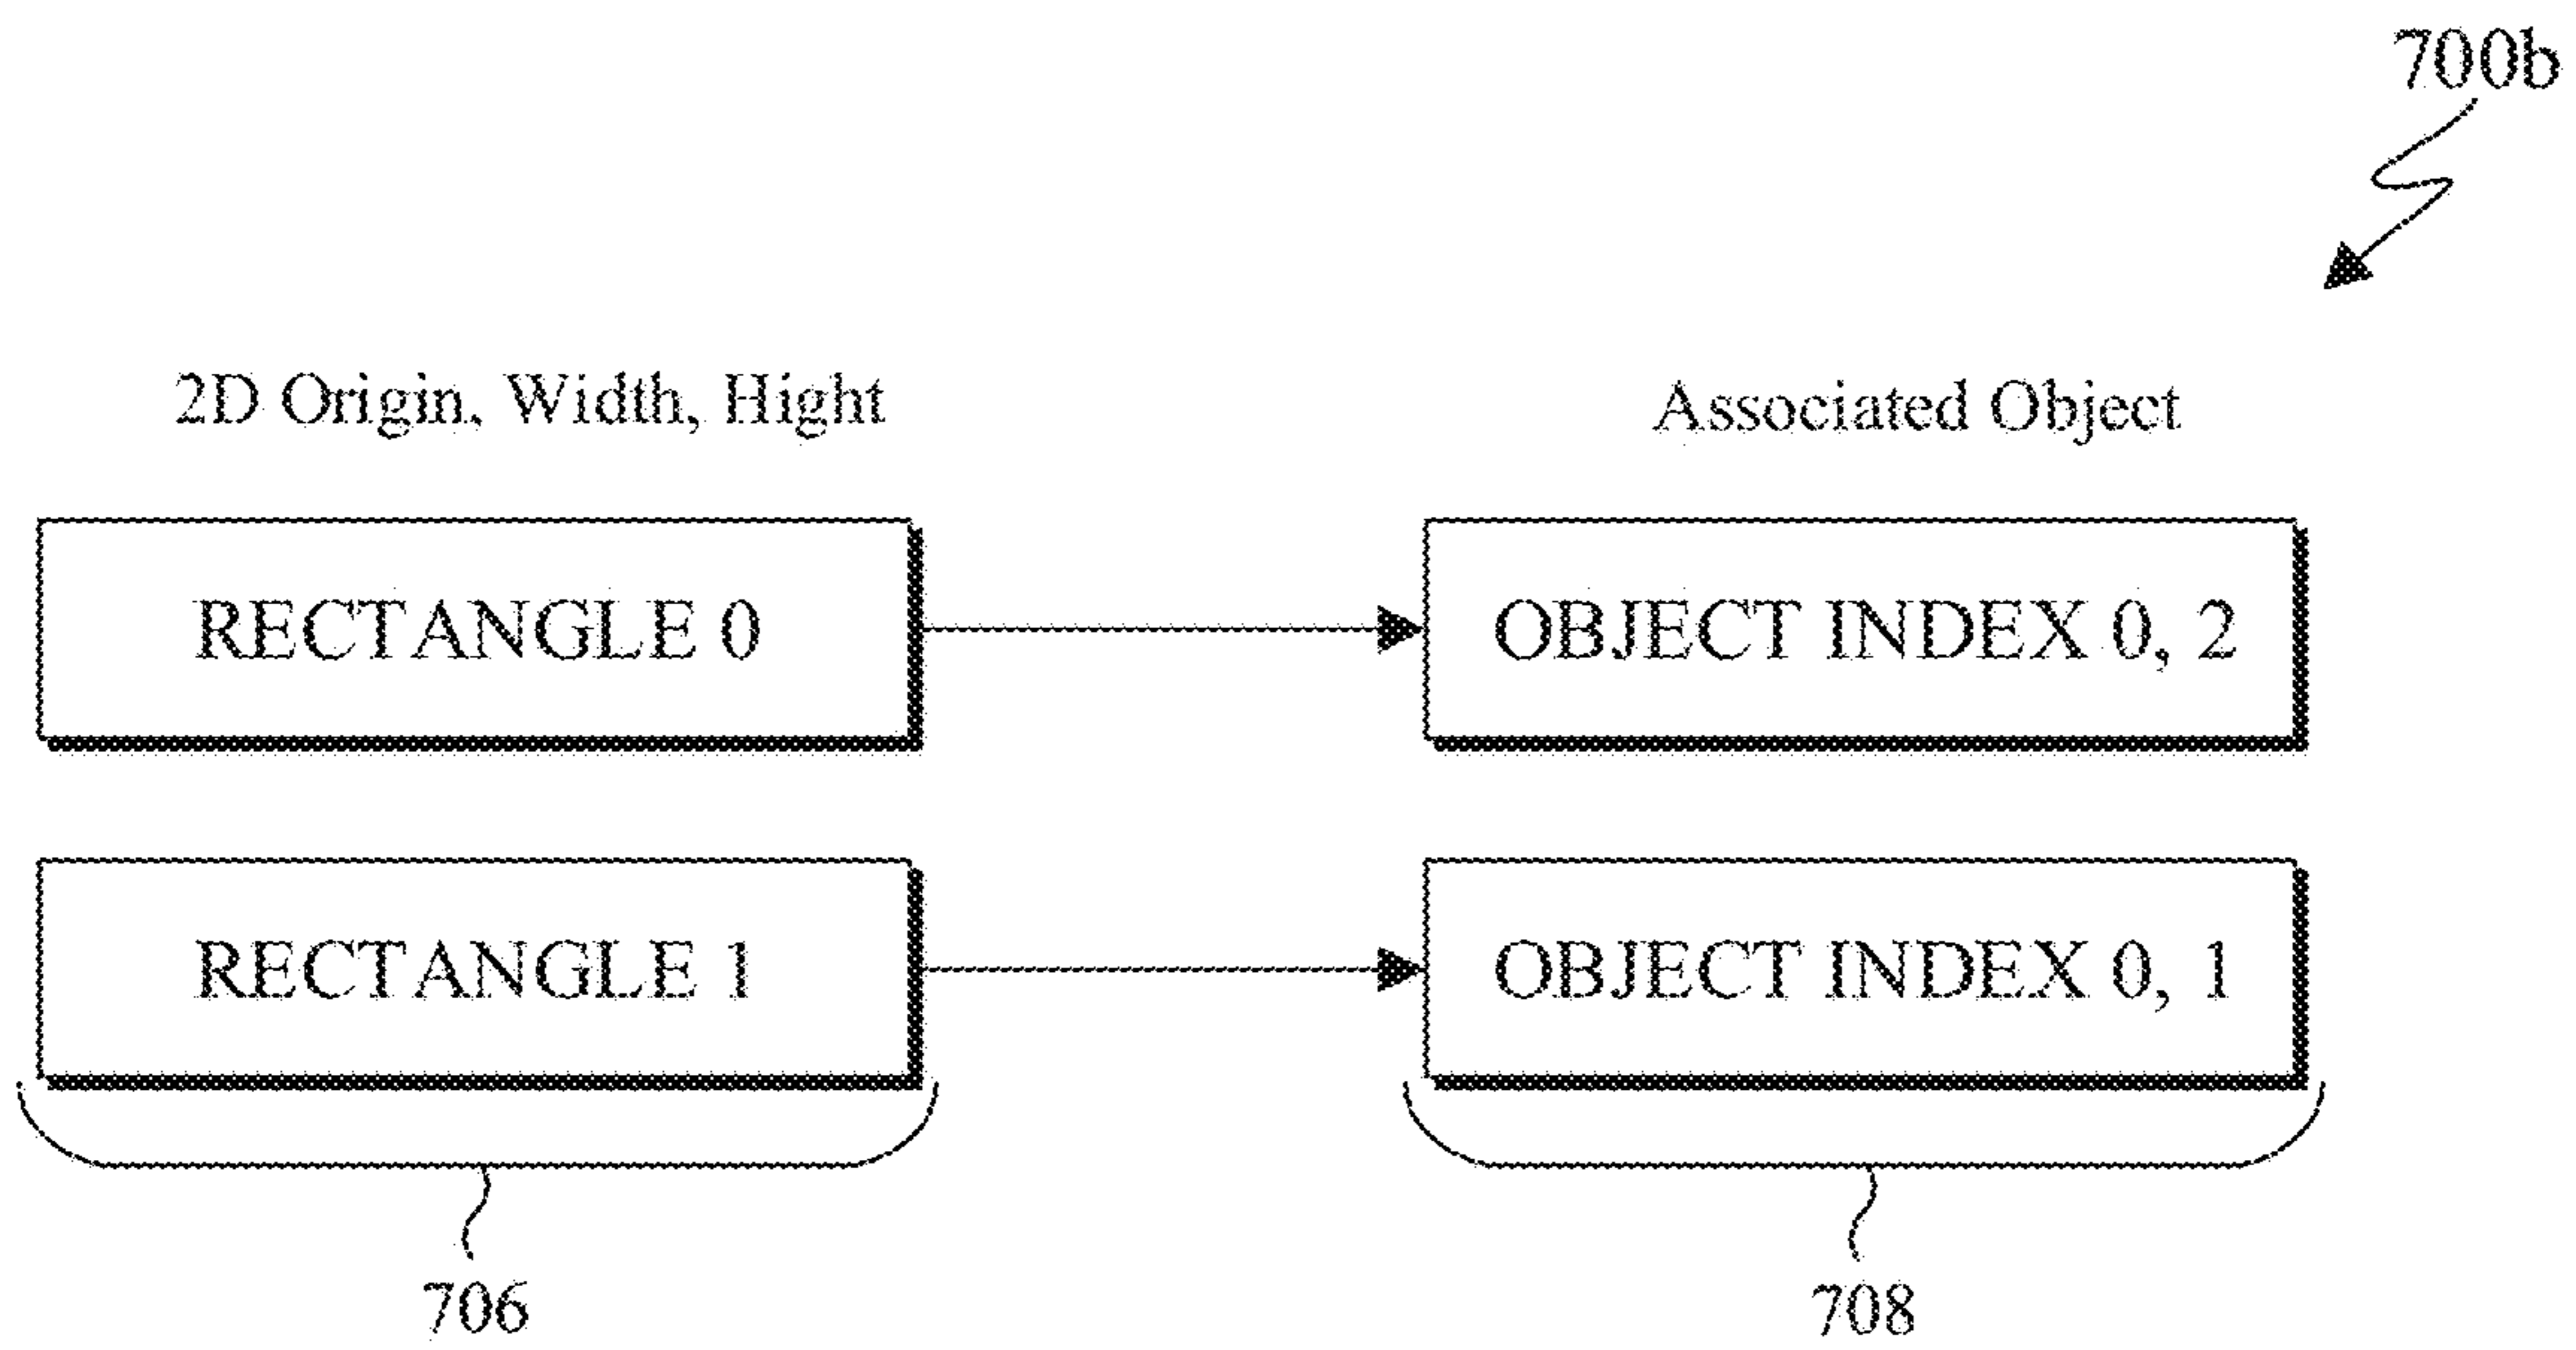 700b
2D Origin, Width, Hight
Associated Object
RECTANGLE 0
OBJECT INDEX 0, 2
RECTANGLE 1
OBJECT INDEX 0, 1
706
708